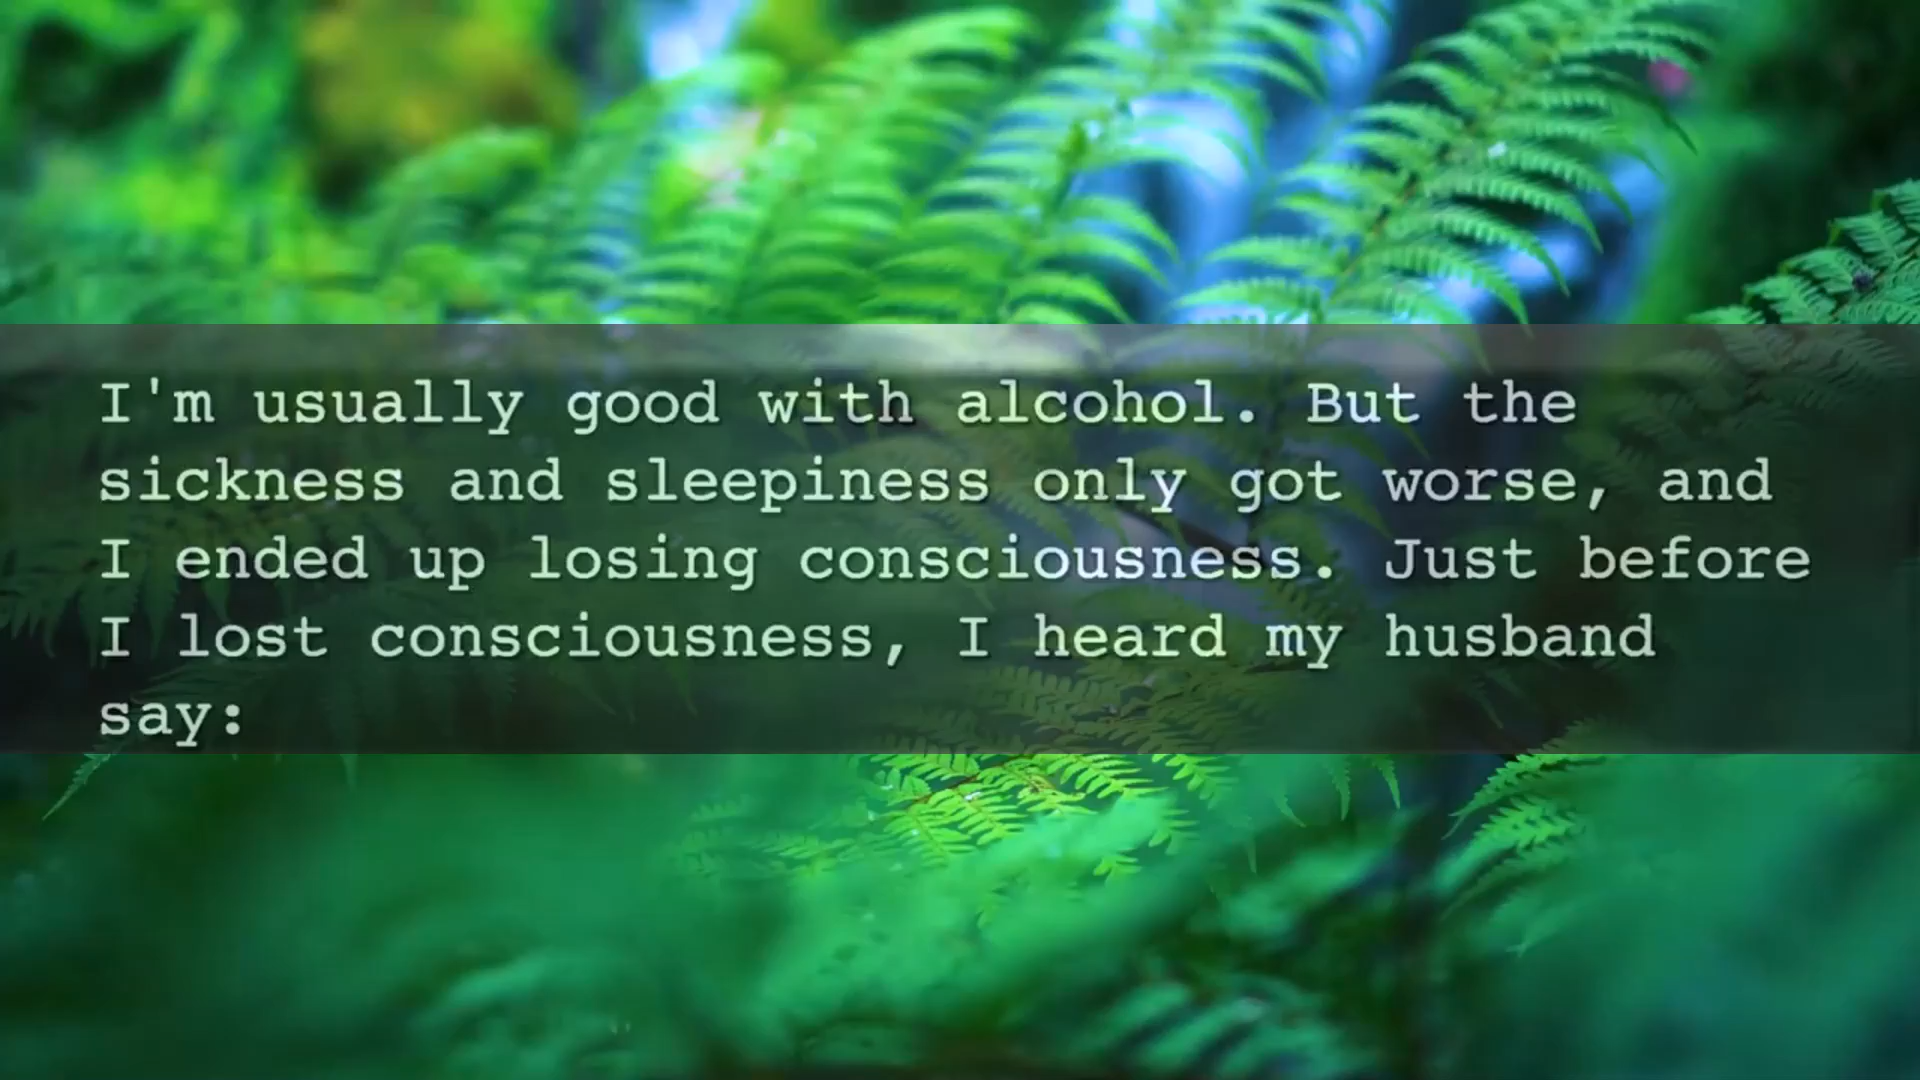 I'm usually good with alcohol. But the
sickness and sleepiness only got worse, and
I ended up losing consciousness. Just before
I lost consciousness, I heard my husband
say: